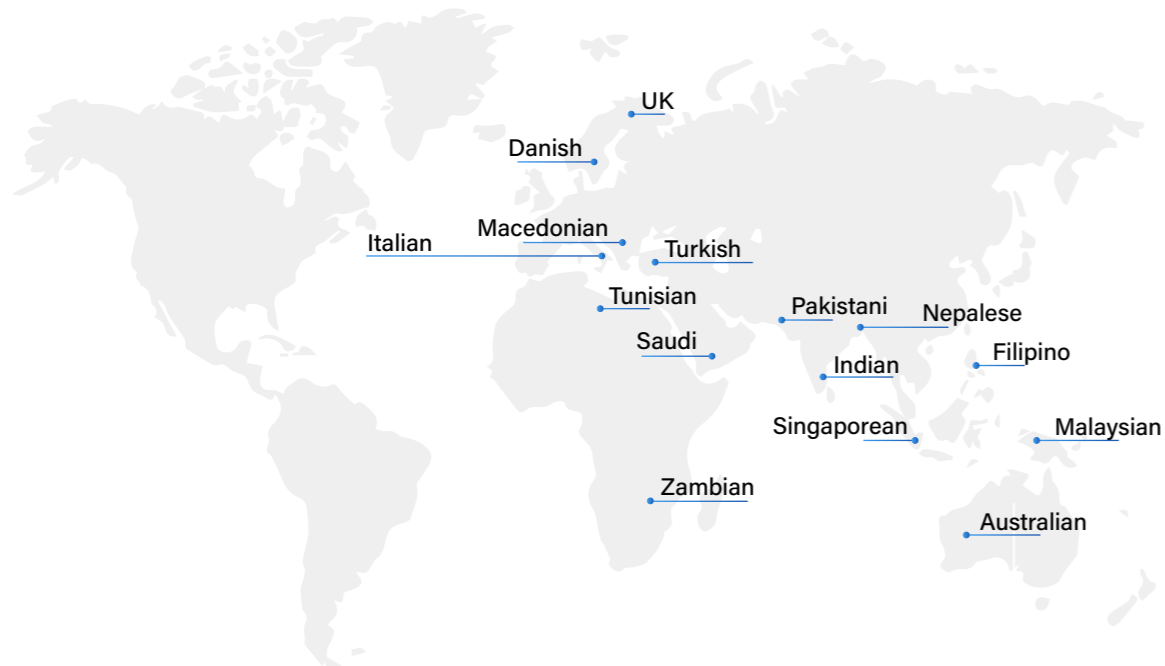 UK
Danish
Macedonian
Italian
Turkish
Tunisian
Pakistani
Nepalese
Saudi
Filipino
Indian
Singaporean
Malaysian
Zambian
Australian